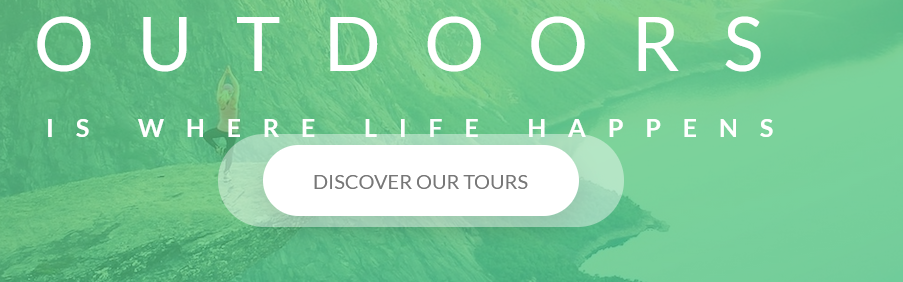 OUTDOORS
IS WHERE LIFE HAPPENS
DISCOVER OUR TOURS